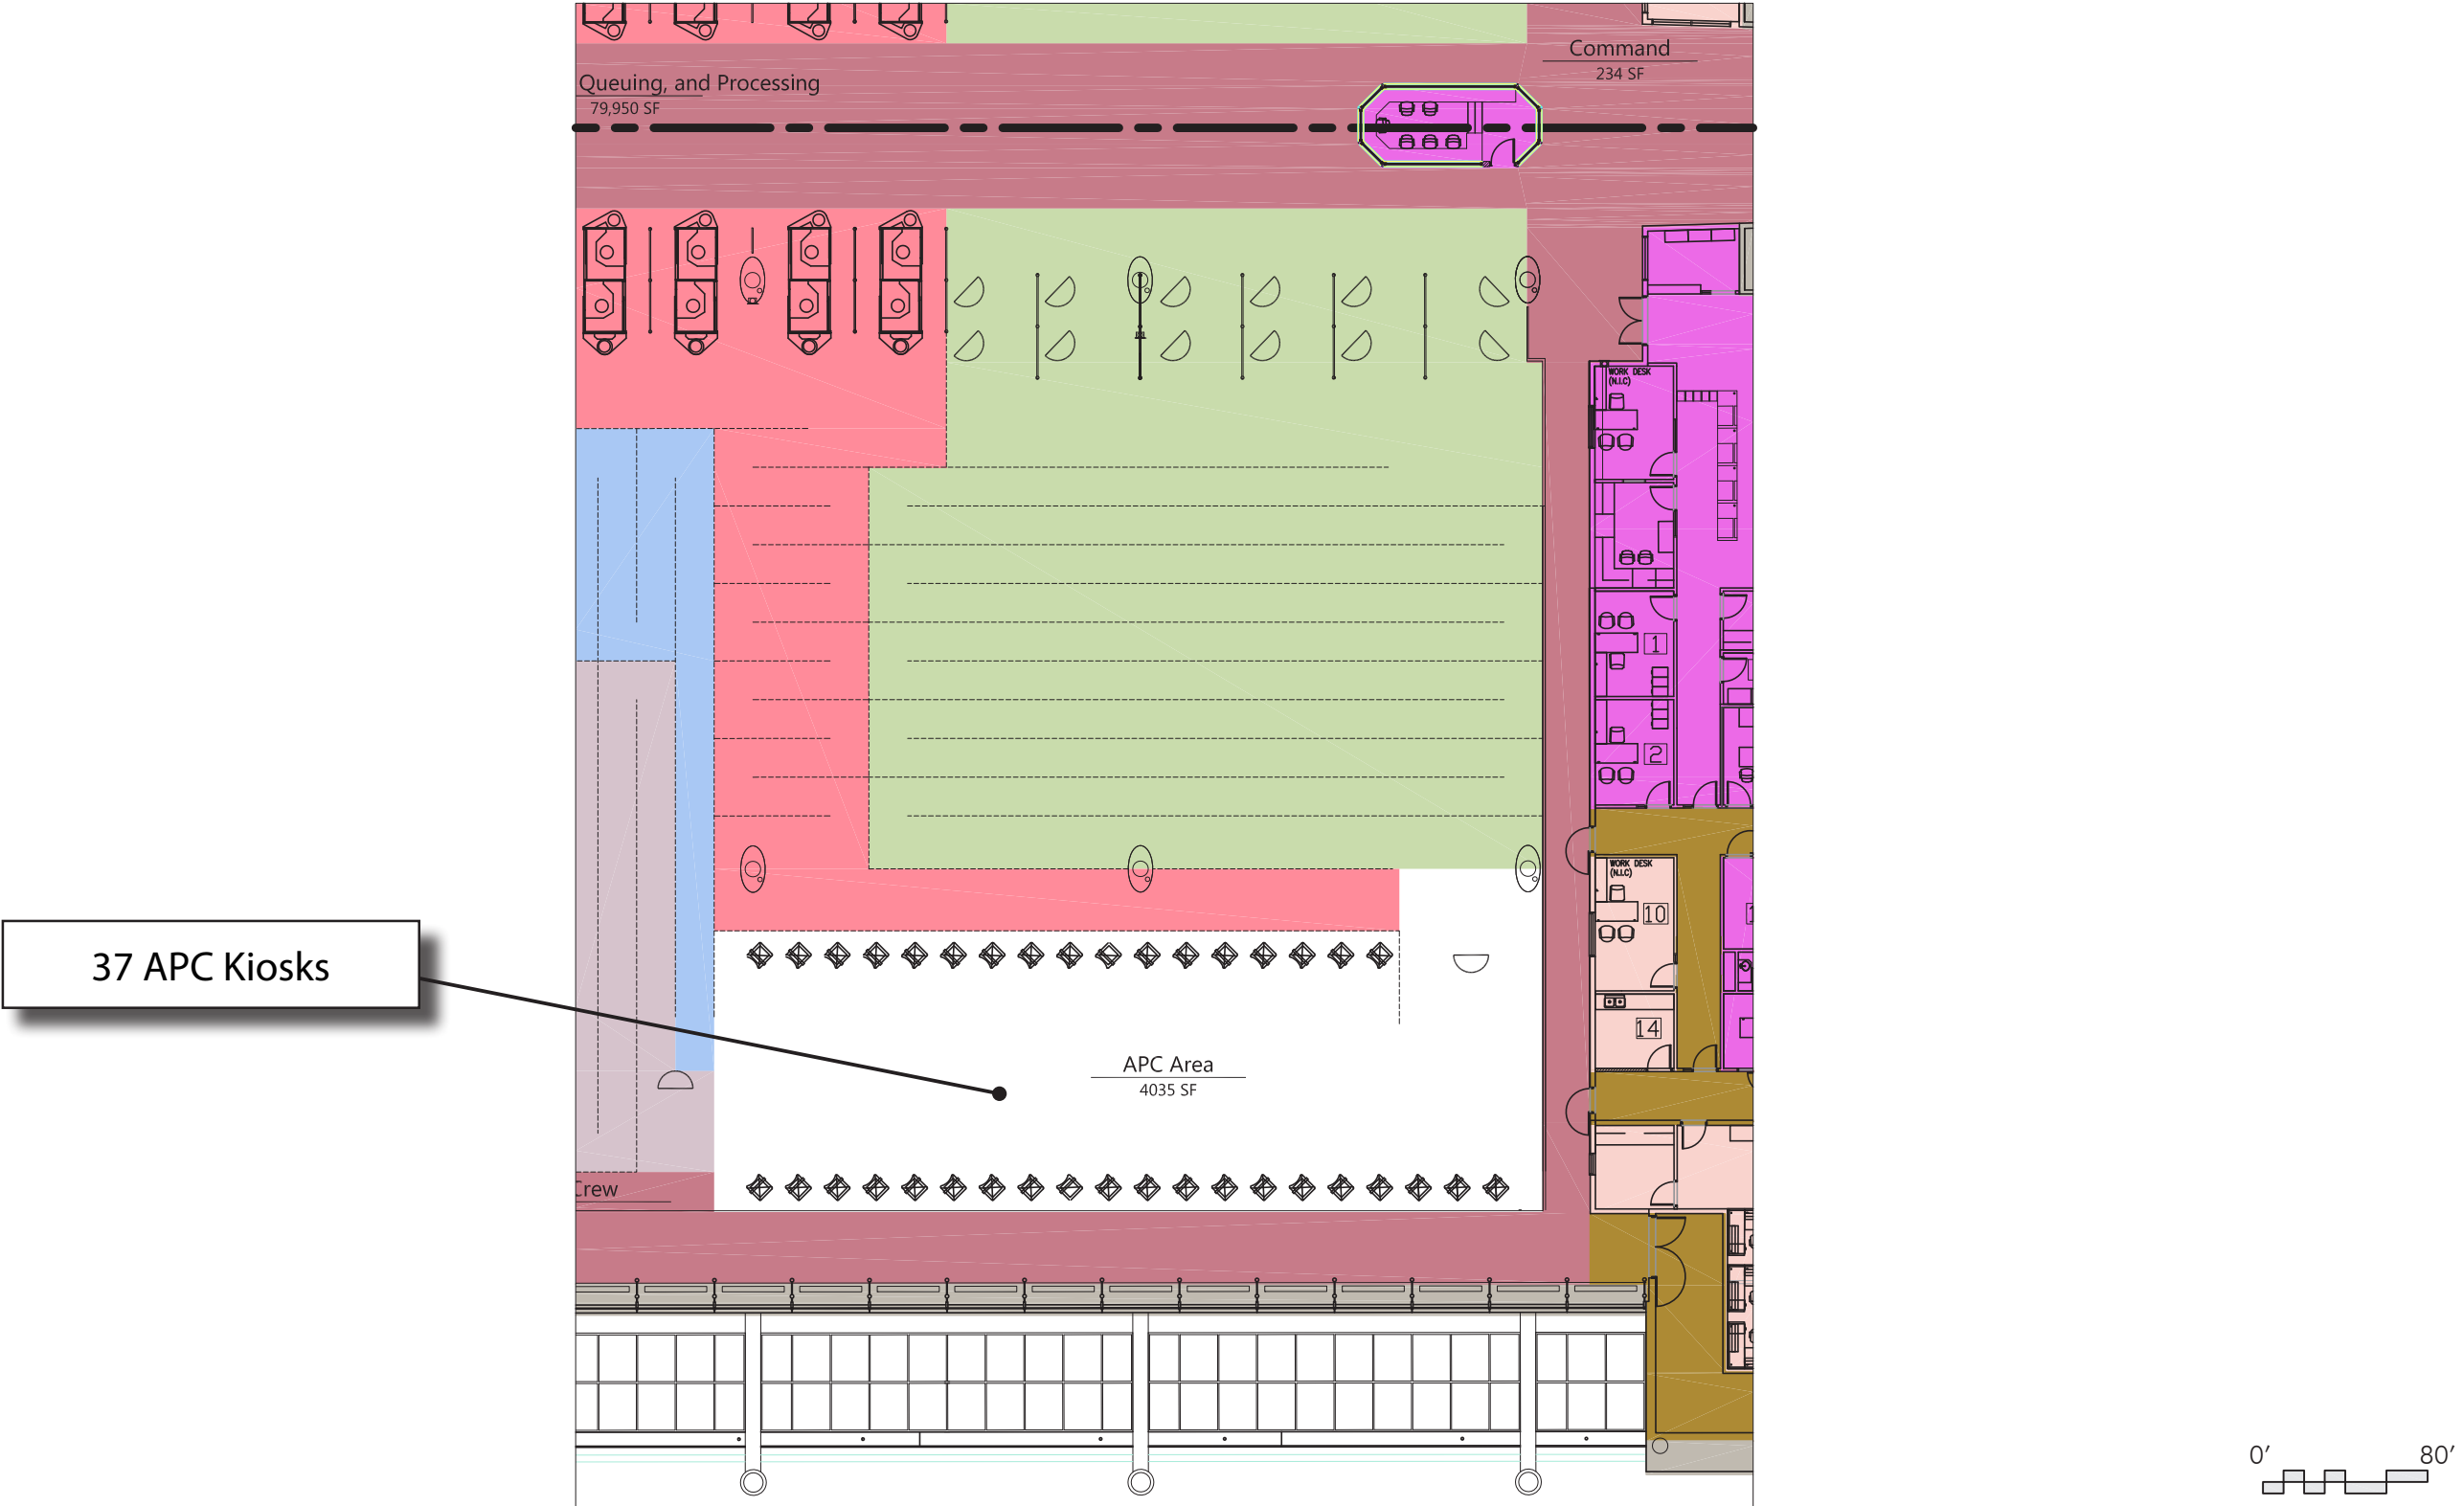 Command
234 SF
Queuing, and Processing
79,950 SF
WORK DESK
(N.I.C)
1
2
WORK DESK
(N.I.C)
10
37 APC Kiosks
14
APC Area
4035 SF
Crew
0'
80'